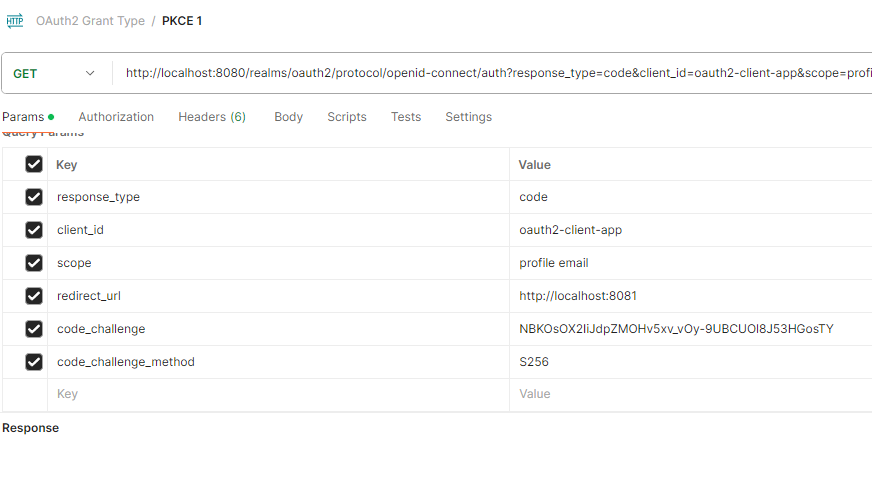 HTTP OAuth2 Grant Type / PKCE 1
GET http://localhost:8080/realms/oauth2/protocol/openid-connect/auth?response_type=code&client_id=oauth2-client-app&scope=profi
Params Authorization Headers (6) Body Scripts Tests Settings
Query Params
Key Value
response_type code
client_id oauth2-client-app
scope profile email
redirect_url http://localhost:8081
code_challenge NBKOsOX2IiJdpZMOHv5xv_vOy-9UBCUOI8J53HGosTY
code_challenge_method S256
Key Value
Response